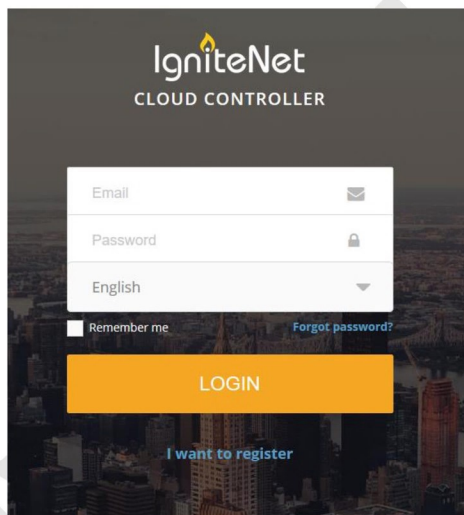 IgniteNet
CLOUD CONTROLLER
Email
Password
English
Remember me Forgot password?
LOGIN
I want to register